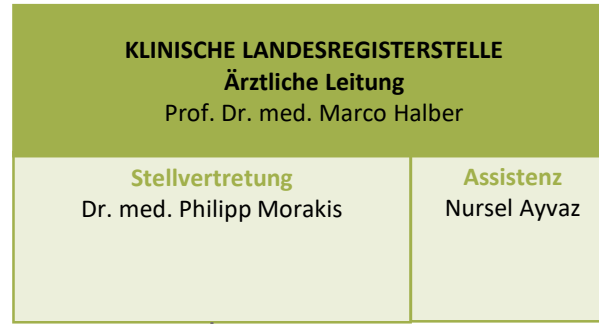 KLINISCHE LANDESREGISTERSTELLE
Ärztliche Leitung
Prof. Dr. med. Marco Halber
Stellvertretung
Dr. med. Philipp Morakis
Assistenz
Nursel Ayvaz